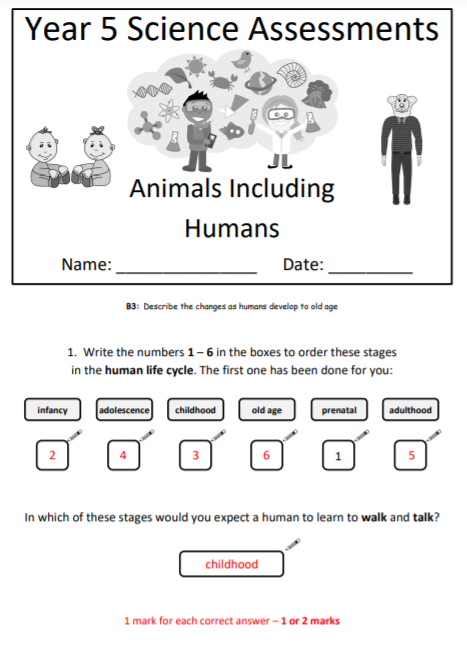 Year 5 Science Assessments
Animals Including
Humans
Name: _________________ Date: __________
B3: Describe the changes as humans develop to old age
1. Write the numbers 1 – 6 in the boxes to order these stages
in the human life cycle. The first one has been done for you:
infancy adolescence childhood old age prenatal adulthood
2 4 3 6 1 5
In which of these stages would you expect a human to learn to walk and talk?
childhood
1 mark for each correct answer – 1 or 2 marks